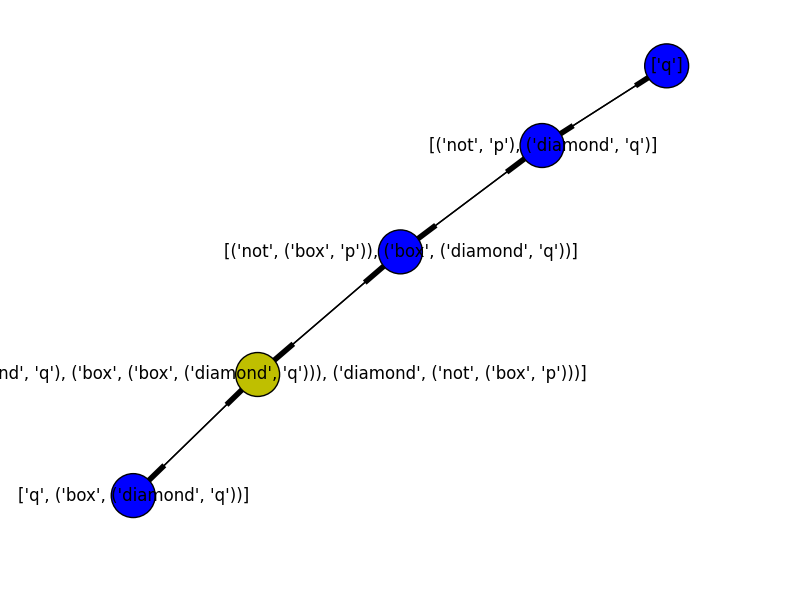 ['q']
[('not', 'p'), ('diamond', 'q')]
[('not', ('box', 'p')), ('box', ('diamond', 'q'))]
nd', 'q'), ('box', ('box', ('diamond', 'q'))), ('diamond', ('not', ('box', 'p')))]
['q', ('box', ('diamond', 'q'))]